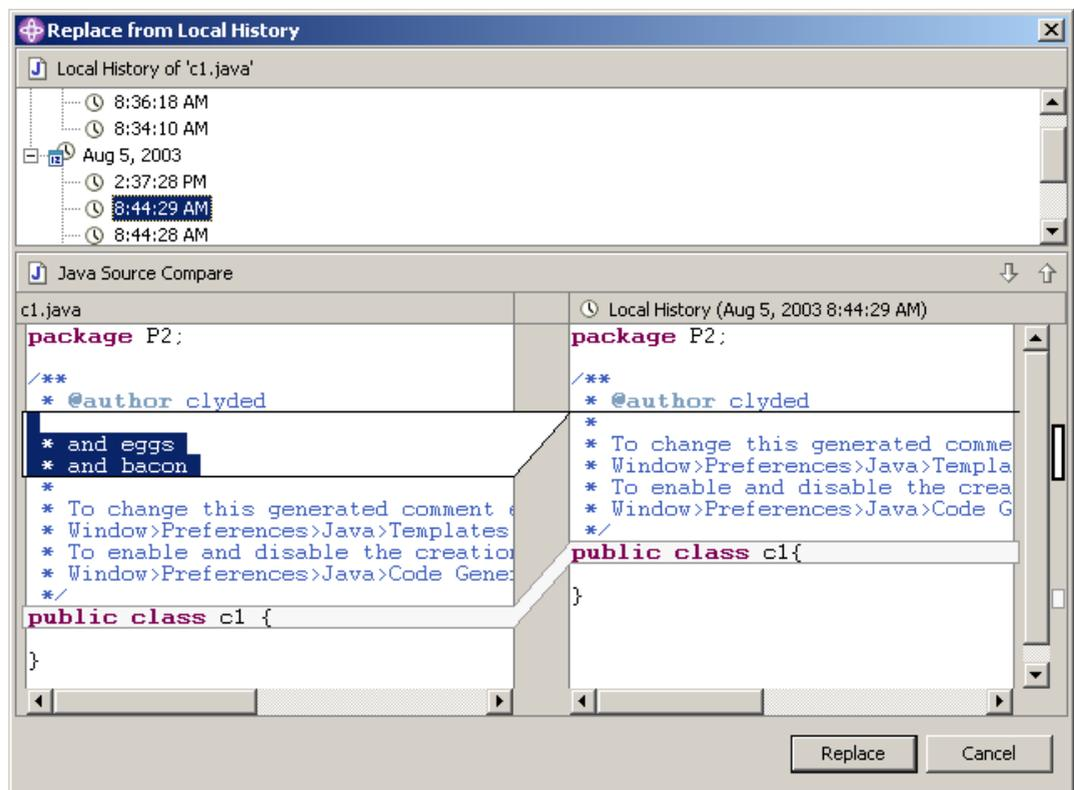 Replace from Local History
Local History of 'c1.java'
8:36:18 AM
8:34:10 AM
Aug 5, 2003
2:37:28 PM
8:44:29 AM
8:44:28 AM
Java Source Compare
c1.java
package P2;
/**
* @author clyded
* and eggs
* and bacon
*
* To change this generated comment e
* Window>Preferences>Java>Templates
* To enable and disable the creation
* Window>Preferences>Java>Code Gene
*/
public class c1 {
}
Local History (Aug 5, 2003 8:44:29 AM)
package P2;
/**
* @author clyded
*
* To change this generated comme
* Window>Preferences>Java>Templa
* To enable and disable the crea
* Window>Preferences>Java>Code G
*/
public class c1{
}
Replace
Cancel